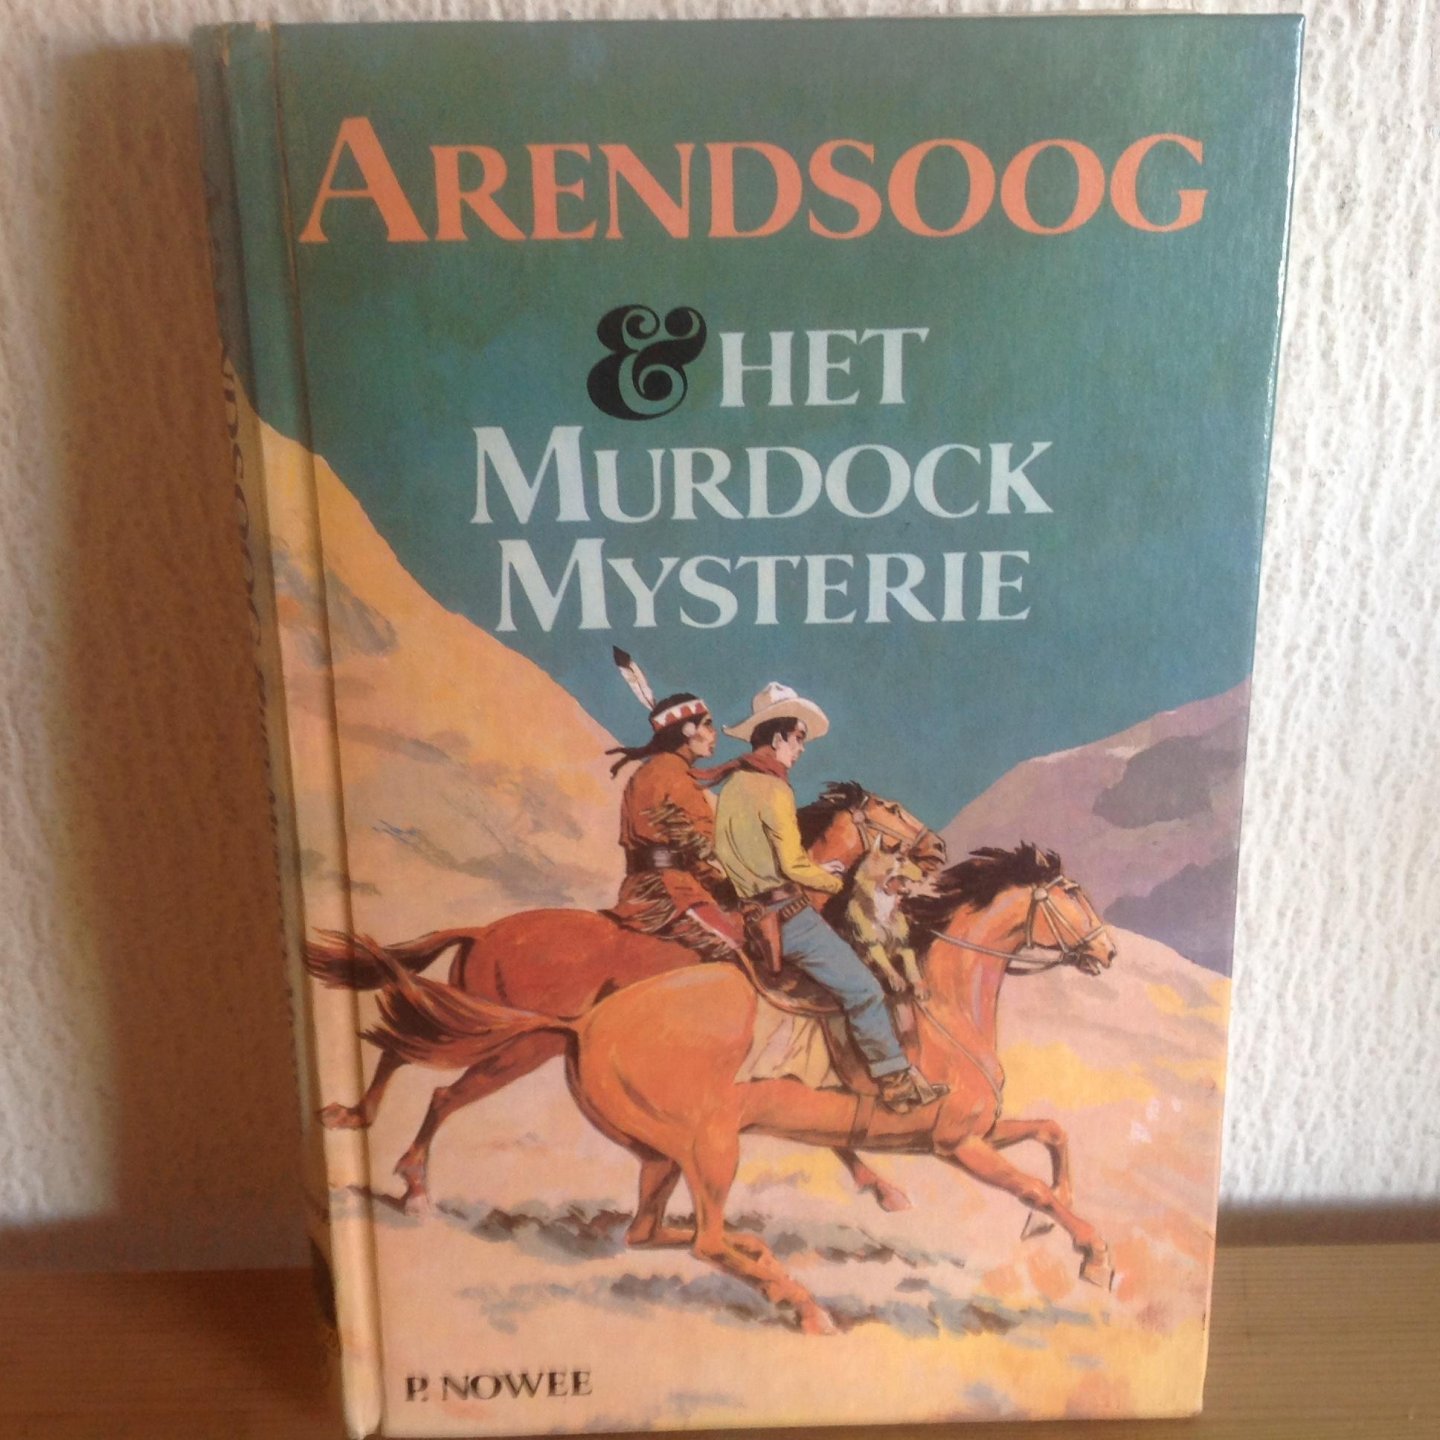 ARENDSOOG
& HET
MURDOCK
MYSTERIE
P. NOWEE